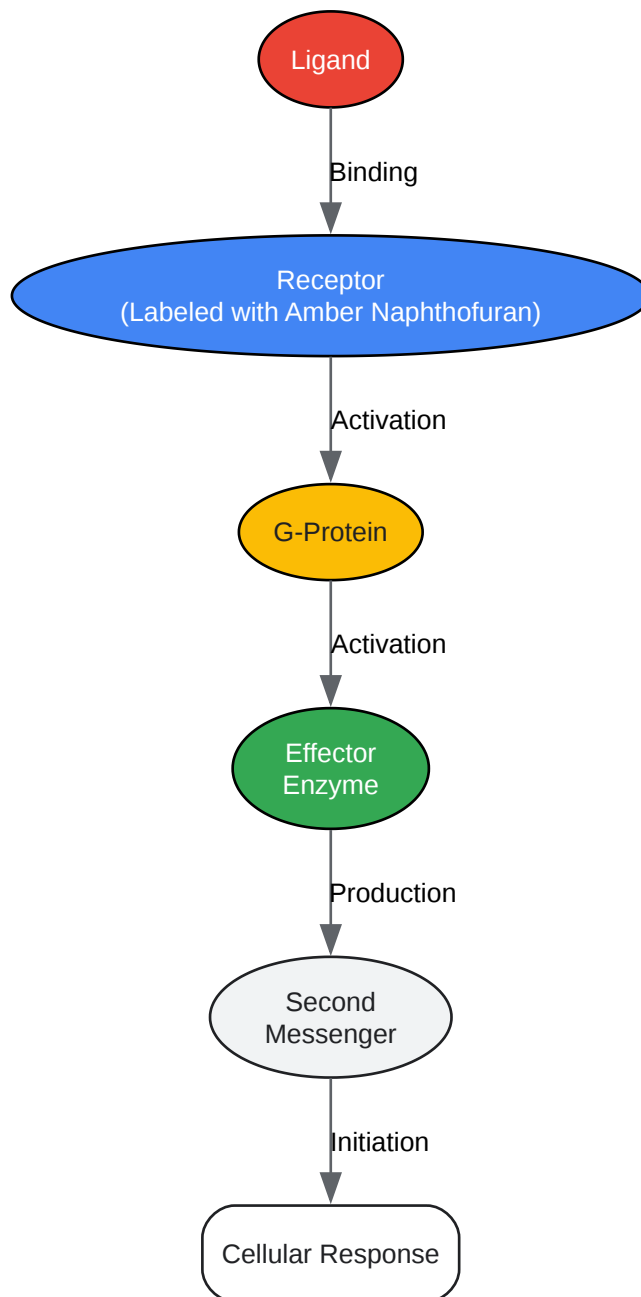 Ligand
Binding
Receptor
(Labeled with Amber Naphthofuran)
Activation
G-Protein
Activation
Effector
Enzyme
Production
Second
Messenger
Initiation
Cellular Response